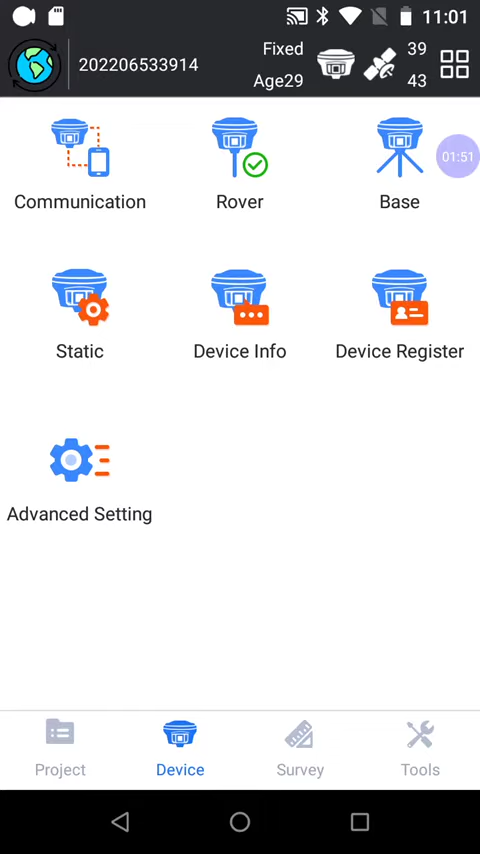 11:01
202206533914
Fixed
Age29
39
43
01:51
Communication
Rover
Base
Static
Device Info
Device Register
Advanced Setting
Project
Device
Survey
Tools